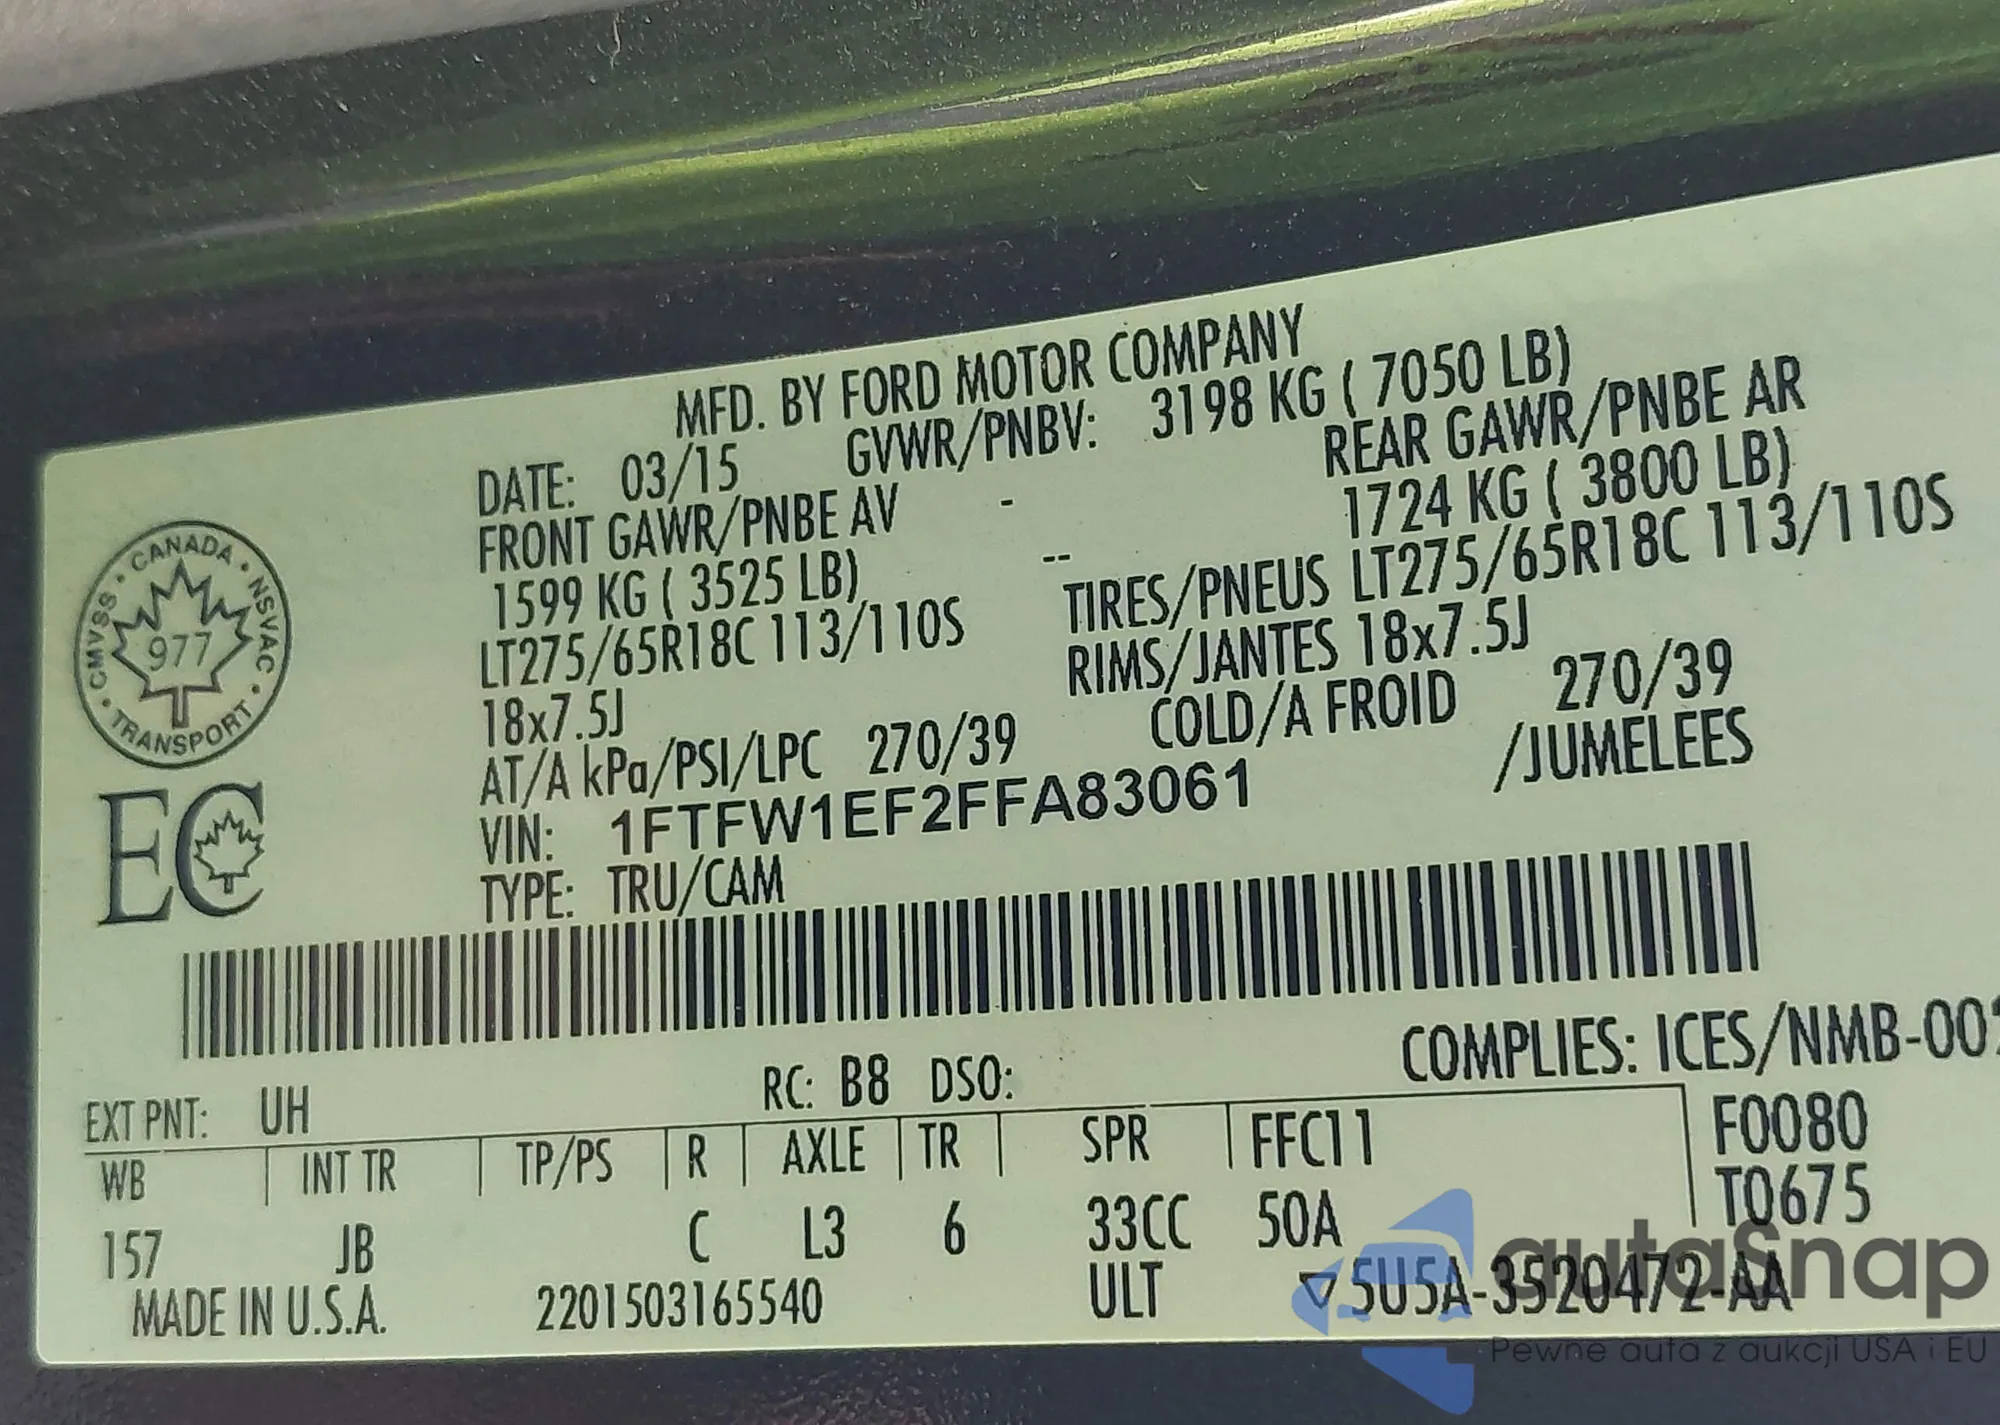 MFD. BY FORD MOTOR COMPANY
DATE: 03/15 GVWR/PNBV: 3198 KG ( 7050 LB)
FRONT GAWR/PNBE AV - REAR GAWR/PNBE AR
1599 KG ( 3525 LB) 1724 KG ( 3800 LB)
LT275/65R18C 113/110S -- TIRES/PNEUS LT275/65R18C 113/110S
18x7.5J RIMS/JANTES 18x7.5J
AT/A kPa/PSI/LPC 270/39 COLD/A FROID 270/39
VIN: 1FTFW1EF2FFA83061 /JUMELEES
TYPE: TRU/CAM
CANADA · NSVAC · TRANSPORT · CMVSS ·
977
EC
COMPLIES: ICES/NMB-00
EXT PNT: UH RC: B8 DSO:
WB INT TR TP/PS R AXLE TR SPR FFC11 F0080
T0675
157 JB C L3 6 33CC 50A
MADE IN U.S.A. 2201503165540 ULT 5U5A-3520472-AA
autaSnap
Pewne auta z aukcji USA i EU